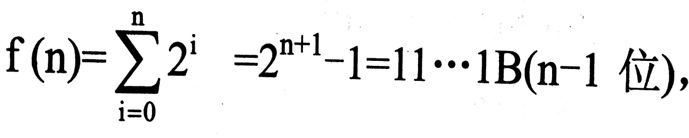 f(n)=∑_{i=0}^{n}2^{i} =2^{n+1}-1=11⋯1B(n-1 位),